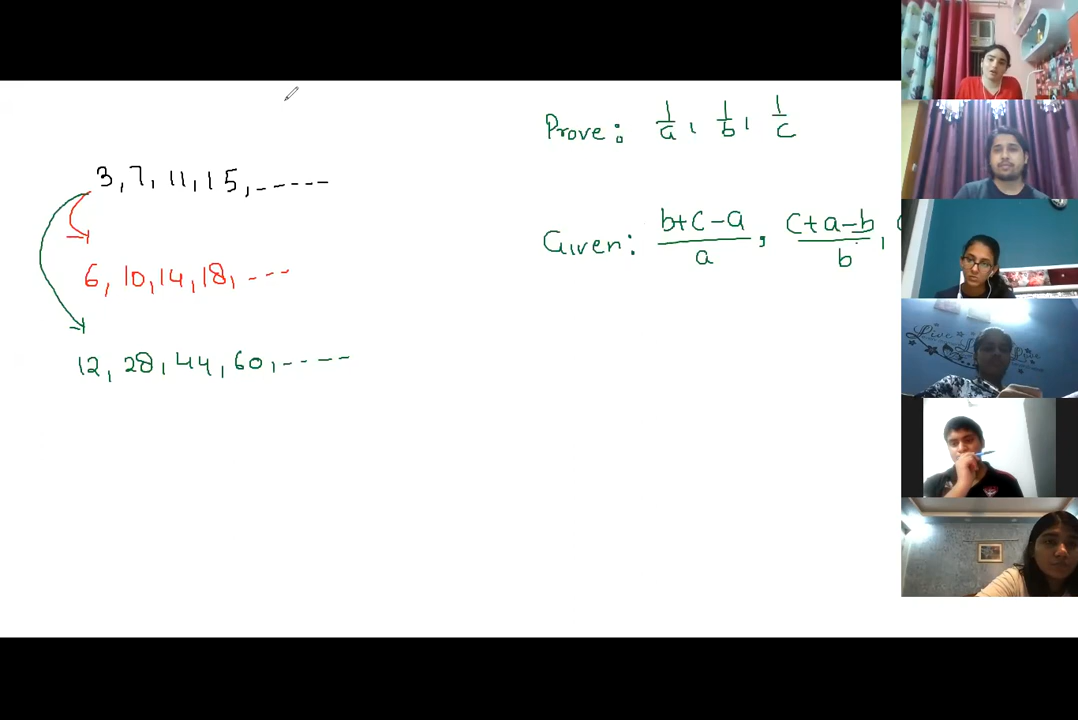 3, 7, 11, 15, -----
6, 10, 14, 18, ---
12, 28, 44, 60, ----
Prove: 1/a, 1/b, 1/c
Given: b+c-a/a, c+a-b/b,